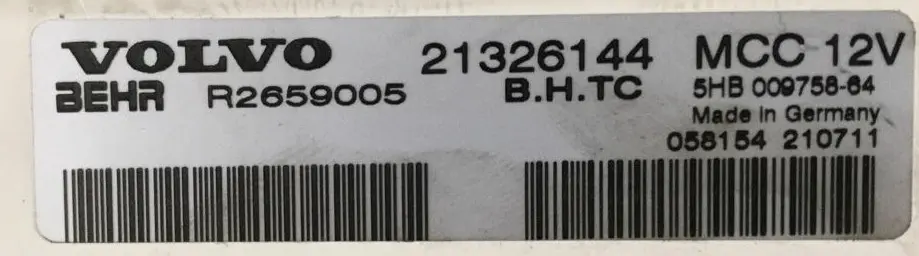 VOLVO 21326144 MCC 12V
BEHR R2659005 B.H.TC 5HB 009758-64
Made in Germany
058154 210711